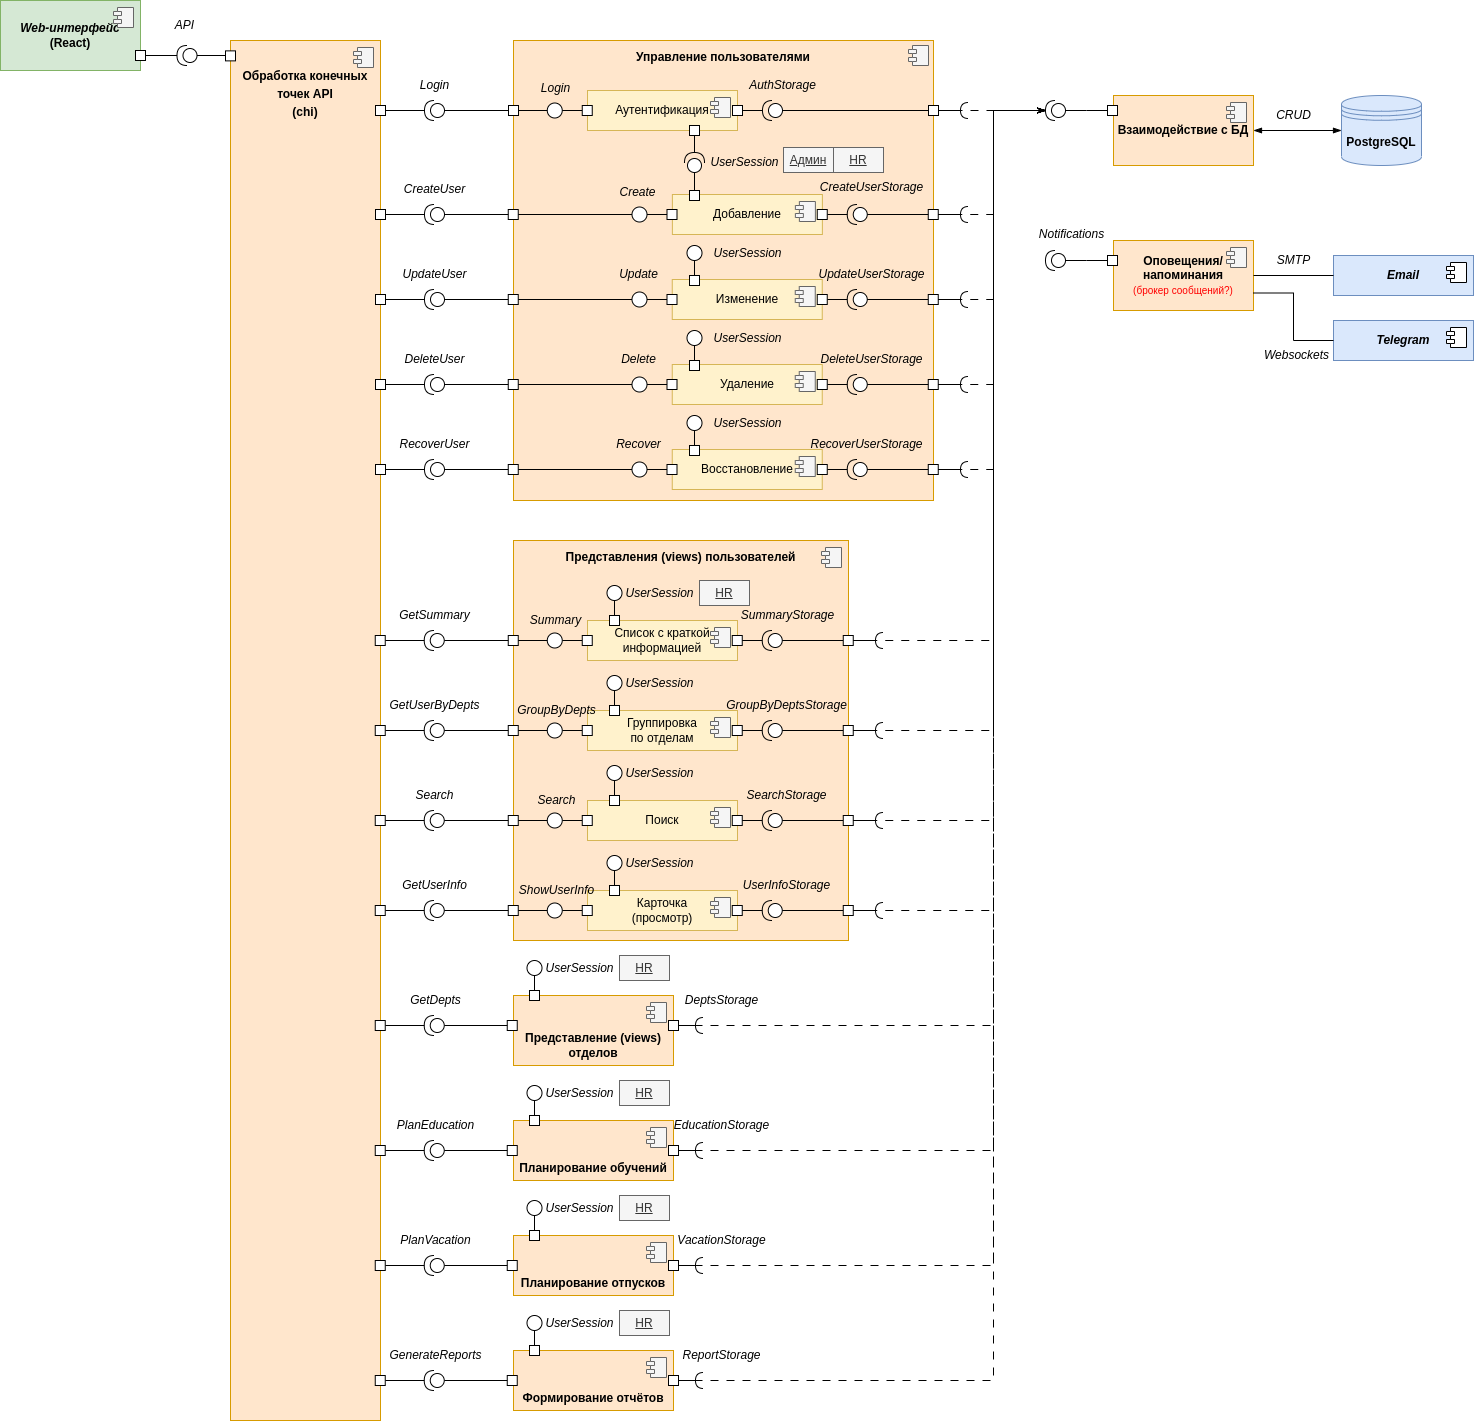 Web-интерфейс
(React)
API
Обработка конечных
точек API
(chi)
Управление пользователями
Login
Login
Аутентификация
AuthStorage
UserSession
Админ
HR
CreateUser
Create
Добавление
CreateUserStorage
UserSession
UpdateUser
Update
Изменение
UpdateUserStorage
UserSession
DeleteUser
Delete
Удаление
DeleteUserStorage
UserSession
RecoverUser
Recover
Восстановление
RecoverUserStorage
Взаимодействие с БД
CRUD
PostgreSQL
Notifications
Оповещения/
напоминания
(брокер сообщений?)
SMTP
Email
Websockets
Telegram
Представления (views) пользователей
UserSession
HR
GetSummary
Summary
Список с краткой
информацией
SummaryStorage
UserSession
GetUserByDepts
GroupByDepts
Группировка
по отделам
GroupByDeptsStorage
UserSession
Search
Search
Поиск
SearchStorage
UserSession
GetUserInfo
ShowUserInfo
Карточка
(просмотр)
UserInfoStorage
UserSession
HR
GetDepts
Представление (views)
отделов
DeptsStorage
UserSession
HR
PlanEducation
Планирование обучений
EducationStorage
UserSession
HR
PlanVacation
Планирование отпусков
VacationStorage
UserSession
HR
GenerateReports
Формирование отчётов
ReportStorage